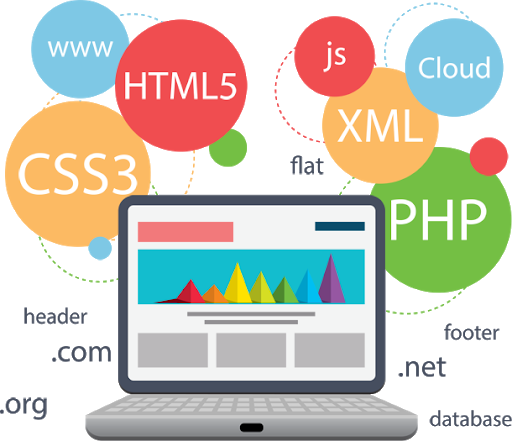 www
HTML5
js
Cloud
CSS3
XML
flat
PHP
header
.com
footer
.net
.org
database